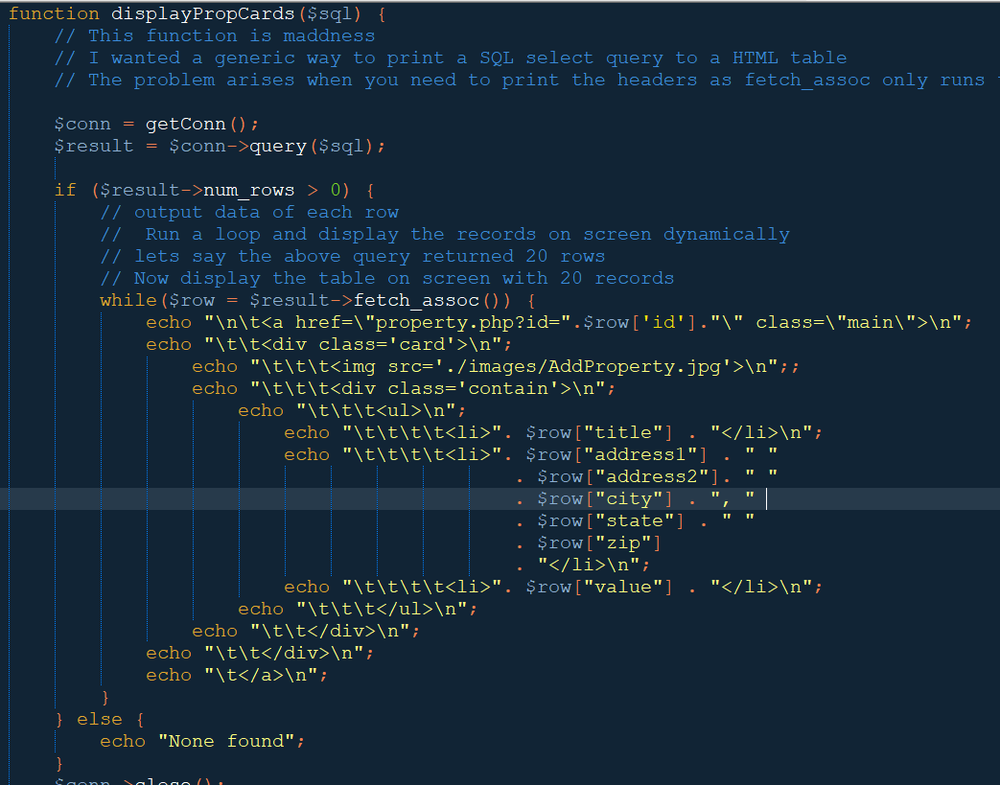 function displayPropCards($sql) {
// This function is maddness
// I wanted a generic way to print a SQL select query to a HTML table
// The problem arises when you need to print the headers as fetch_assoc only runs
$conn = getConn();
$result = $conn->query($sql);
if ($result->num_rows > 0) {
// output data of each row
//  Run a loop and display the records on screen dynamically
// lets say the above query returned 20 rows
// Now display the table on screen with 20 records
while($row = $result->fetch_assoc()) {
echo "\n\t<a href=\"property.php?id=".$row['id']."\" class=\"main\">\n";
echo "\t\t<div class='card'>\n";
echo "\t\t\t<img src='./images/AddProperty.jpg'>\n";;
echo "\t\t\t<div class='contain'>\n";
echo "\t\t\t<ul>\n";
echo "\t\t\t\t<li>". $row["title"] . "</li>\n";
echo "\t\t\t\t<li>". $row["address1"] . " "
. $row["address2"]. " "
. $row["city"] . ", "
. $row["state"] . " "
. $row["zip"]
. "</li>\n";
echo "\t\t\t\t<li>". $row["value"] . "</li>\n";
echo "\t\t\t</ul>\n";
echo "\t\t</div>\n";
echo "\t\t</div>\n";
echo "\t</a>\n";
}
} else {
echo "None found";
}
$conn->close();